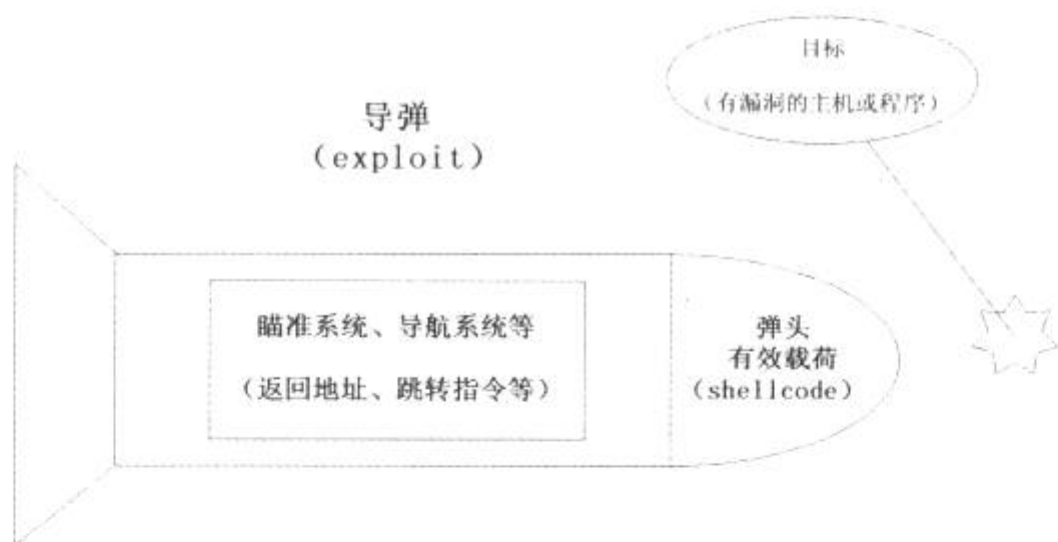 目标
(有漏洞的主机或程序)
导弹
(exploit)
瞄准系统、导航系统等
(返回地址、跳转指令等)
弹头
有效载荷
(shellcode)